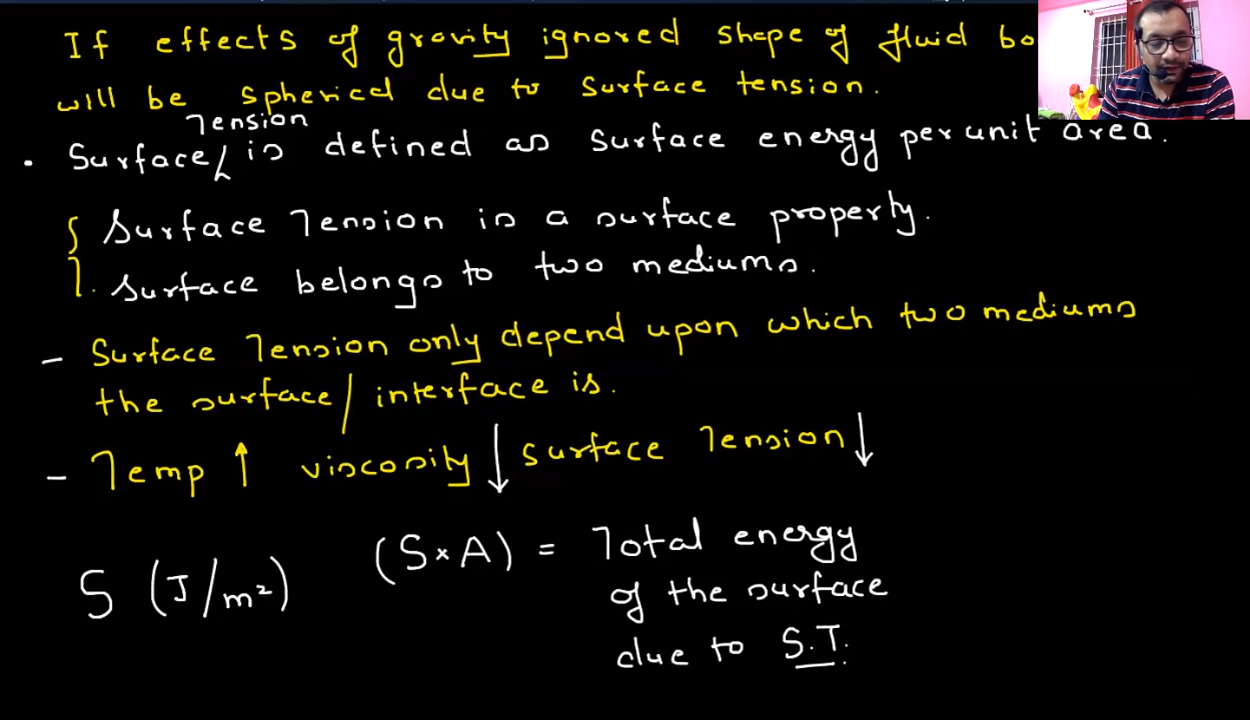 If effects of gravity ignored shape of fluid bo
will be spherical due to surface tension.
Tension
• Surface/ is defined as surface energy per unit area.
Surface Tension is a surface property.
Surface belongs to two mediums.
- Surface Tension only depend upon which two mediums
the surface/interface is.
- Temp ↑ viscosity ↓ surface Tension ↓
S (J/m²) (S×A) = Total energy
of the surface
due to S.T.